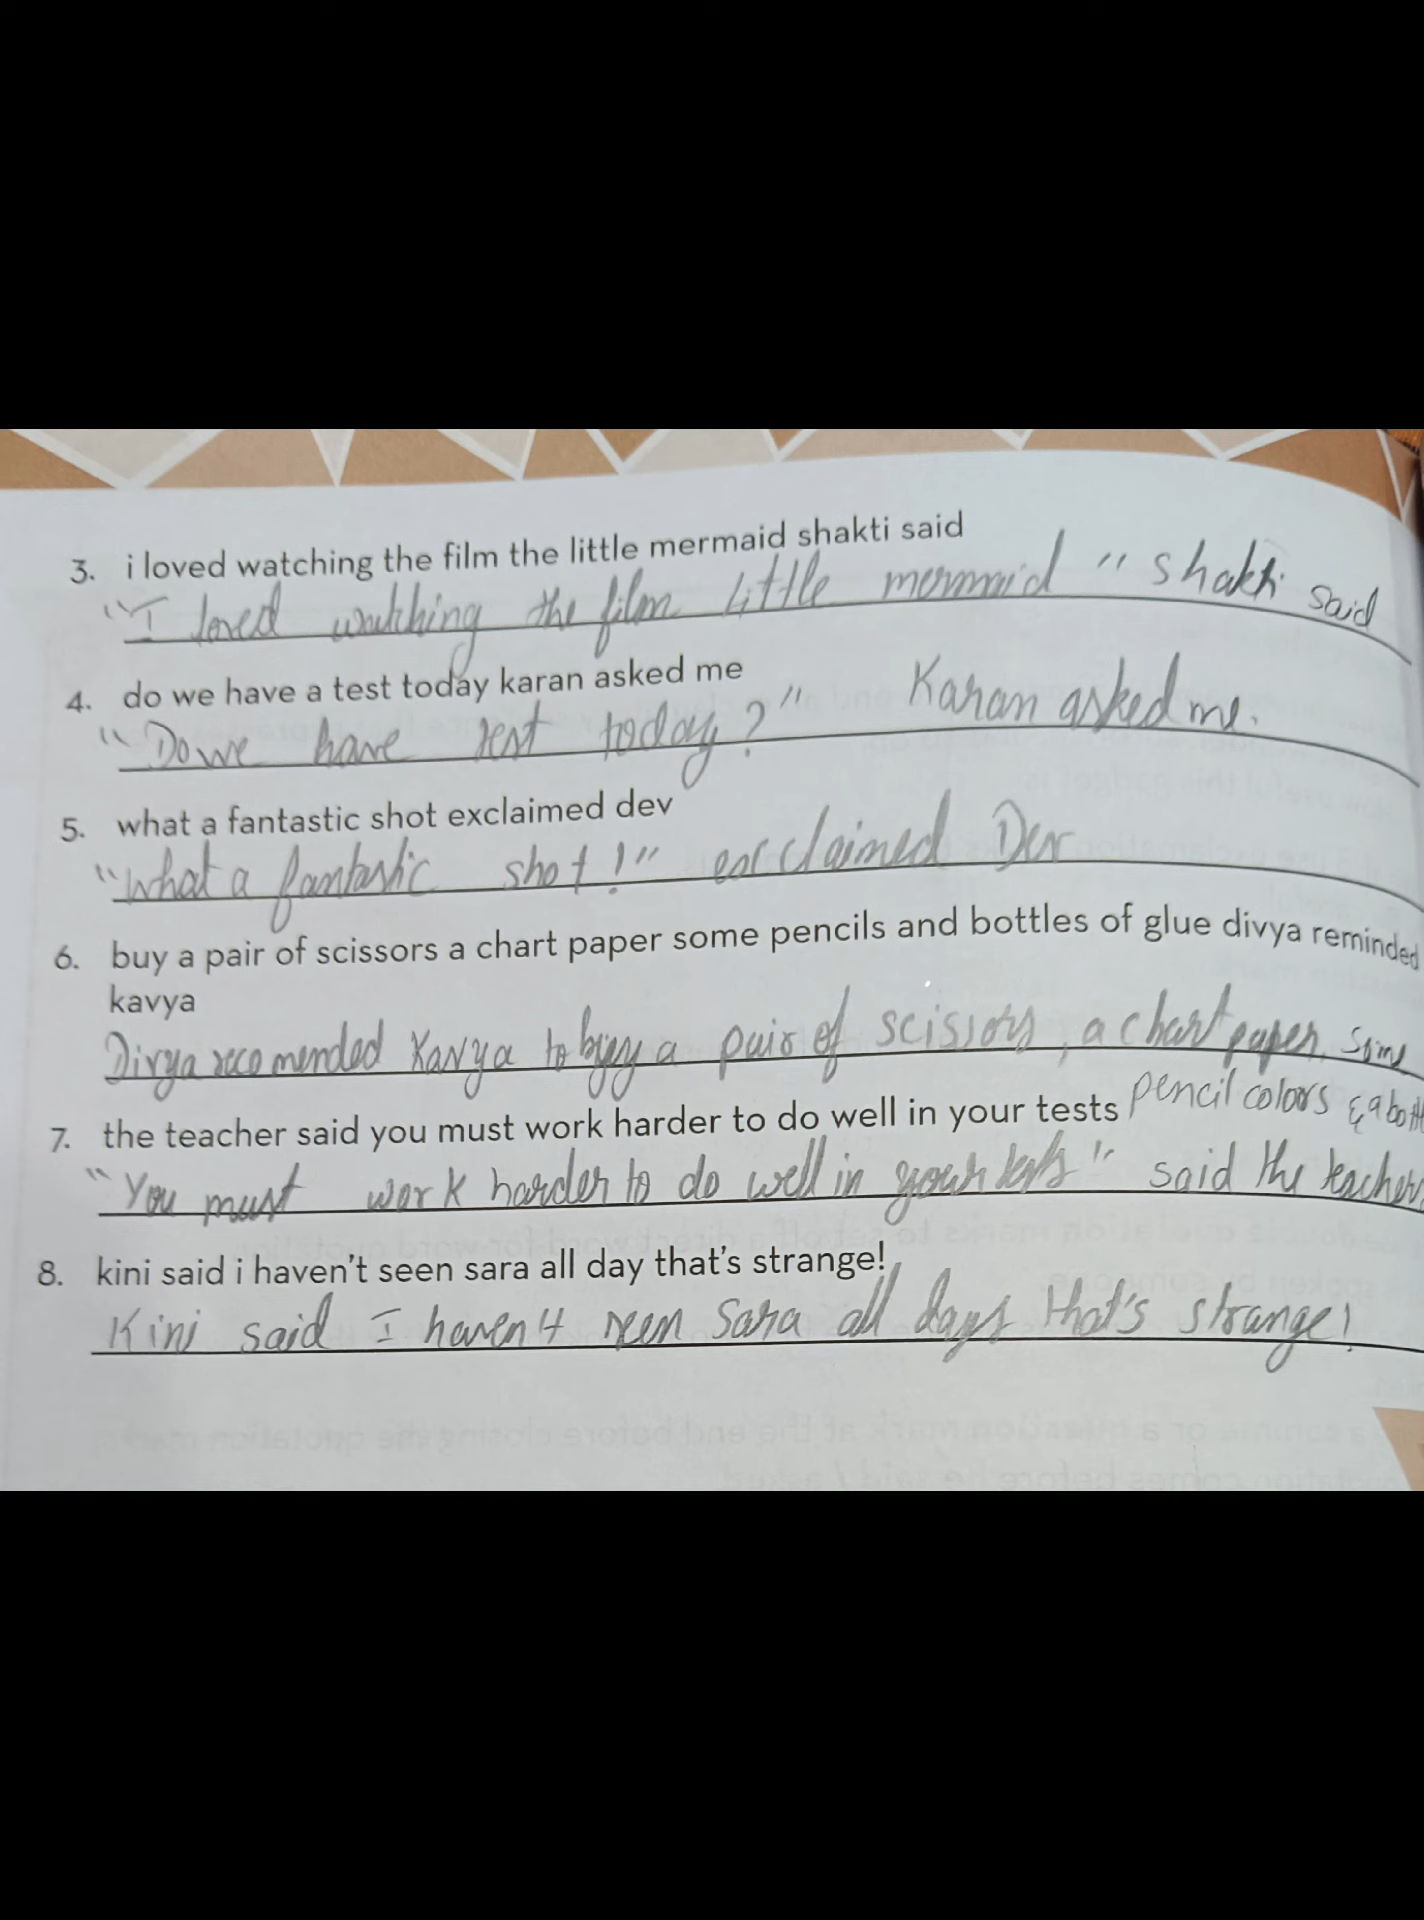 3. i loved watching the film the little mermaid shakti said
"I loved watching the film little mermaid" shakti said
4. do we have a test today karan asked me
"Do we have test today?" Karan asked me.
5. what a fantastic shot exclaimed dev
"what a fantastic shot!" exclaimed Dev
6. buy a pair of scissors a chart paper some pencils and bottles of glue divya reminded
kavya
Divya recomended Kavya to buy a pair of scissors, a chart paper, some
pencil colors & a bott
7. the teacher said you must work harder to do well in your tests
"You must work harder to do well in your tests" said the teacher
8. kini said i haven't seen sara all day that's strange!
Kini said I haven't seen Sara all days that's strange!